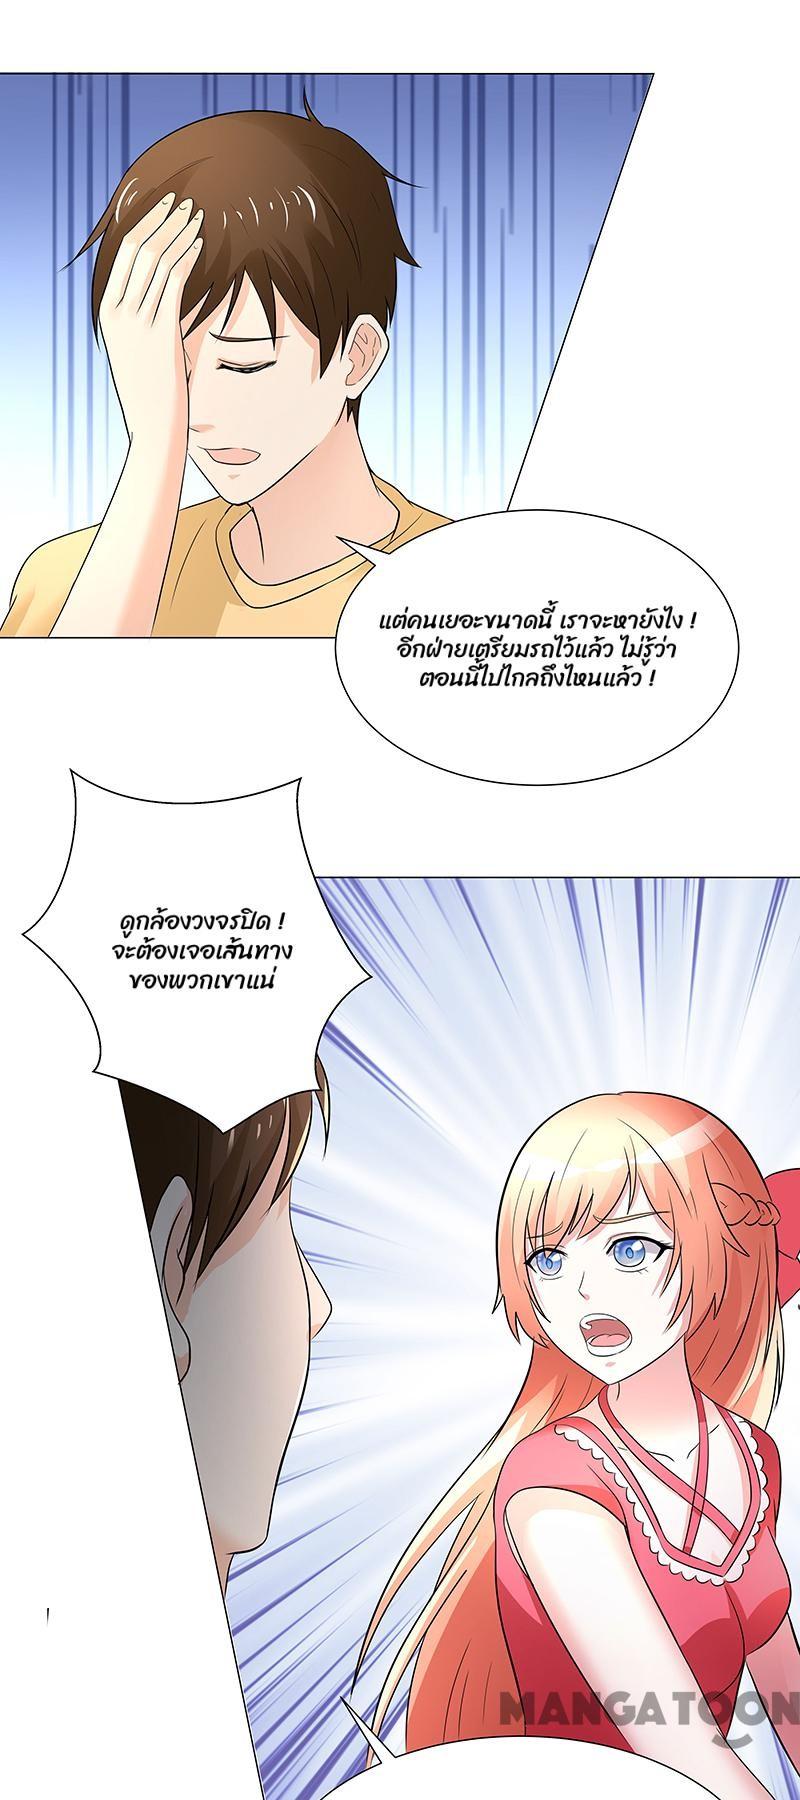 แต่คนเยอะขนาดนี้ เราจะหายังไง !
อีกฝ่ายเตรียมรถไว้แล้ว ไม่รู้ว่า
ตอนนี้ไปไกลถึงไหนแล้ว !
ดูกล้องวงจรปิด !
จะต้องเจอเส้นทาง
ของพวกเขาแน่
MANGATOON